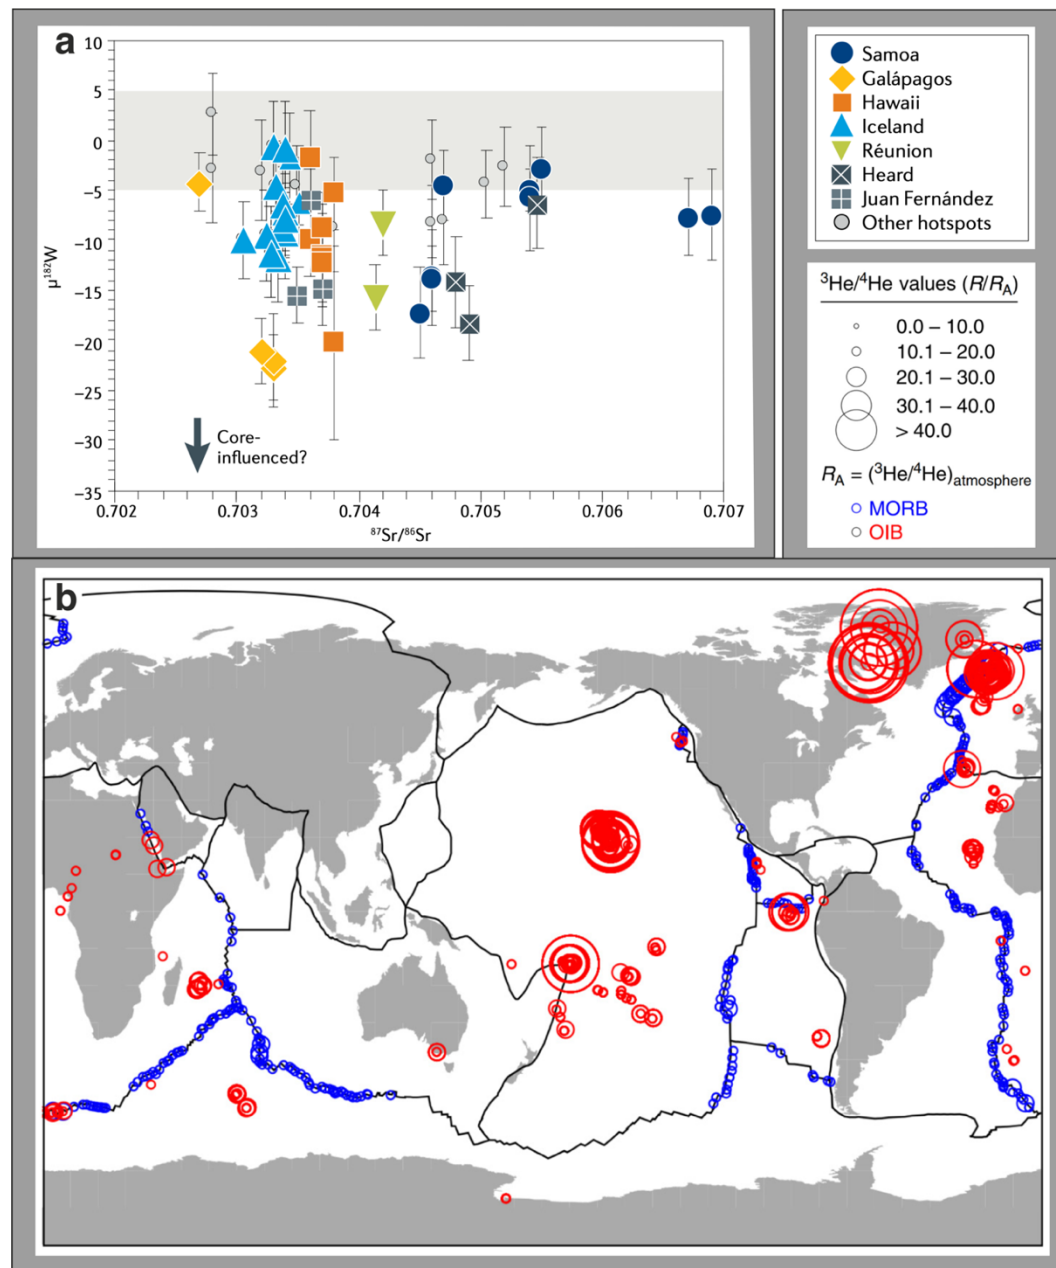 a
10
5
0
−5
−10
−15
−20
−25
−30
−35
μ¹⁸²W
Core-
influenced?
0.702
0.703
0.704
0.705
0.706
0.707
⁸⁷Sr/⁸⁶Sr
Samoa
Galápagos
Hawaii
Iceland
Réunion
Heard
Juan Fernández
Other hotspots
³He/⁴He values (R/R_A)
0.0 – 10.0
10.1 – 20.0
20.1 – 30.0
30.1 – 40.0
> 40.0
R_A = (³He/⁴He)atmosphere
MORB
OIB
b